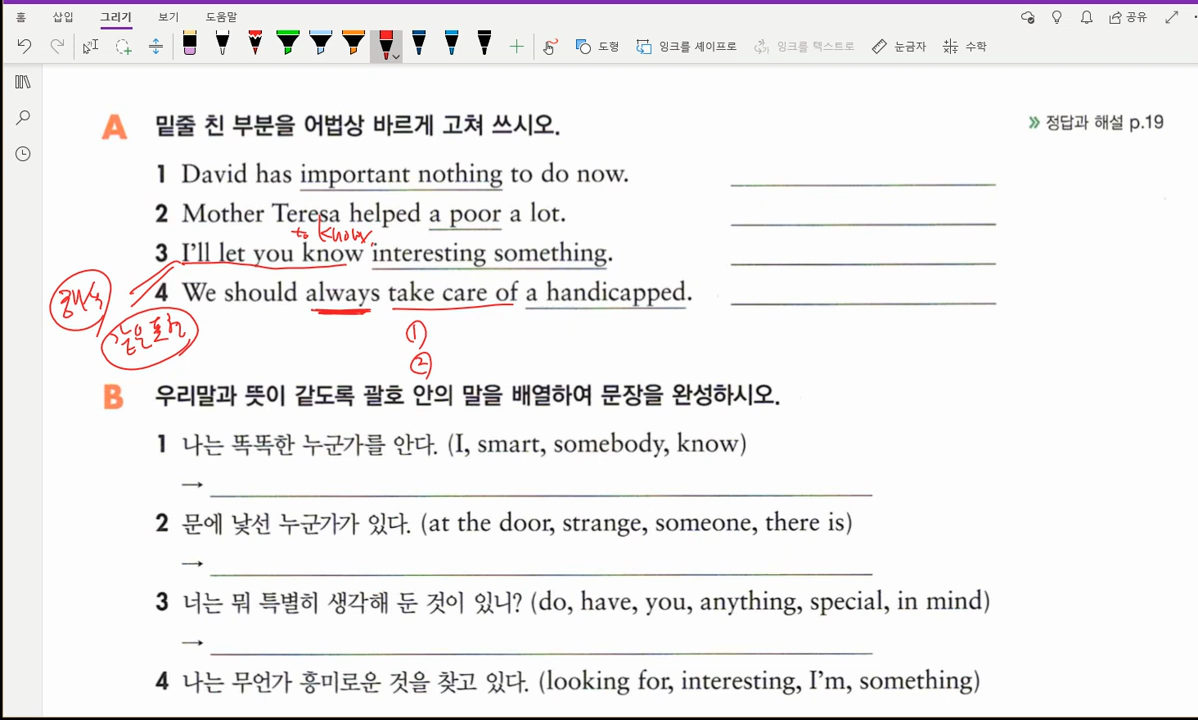 홈 삽입 그리기 보기 도움말 공유
도형 잉크를 셰이프로 잉크를 텍스트로 눈금자 수학
A 밑줄 친 부분을 어법상 바르게 고쳐 쓰시오. » 정답과 해설 p.19
1 David has important nothing to do now.
2 Mother Teresa helped a poor a lot.
to know
3 I'll let you know interesting something.
4 We should always take care of a handicapped.
해석
같은표현
①
②
B 우리말과 뜻이 같도록 괄호 안의 말을 배열하여 문장을 완성하시오.
1 나는 똑똑한 누군가를 안다. (I, smart, somebody, know)
→
2 문에 낯선 누군가가 있다. (at the door, strange, someone, there is)
→
3 너는 뭐 특별히 생각해 둔 것이 있니? (do, have, you, anything, special, in mind)
→
4 나는 무언가 흥미로운 것을 찾고 있다. (looking for, interesting, I'm, something)